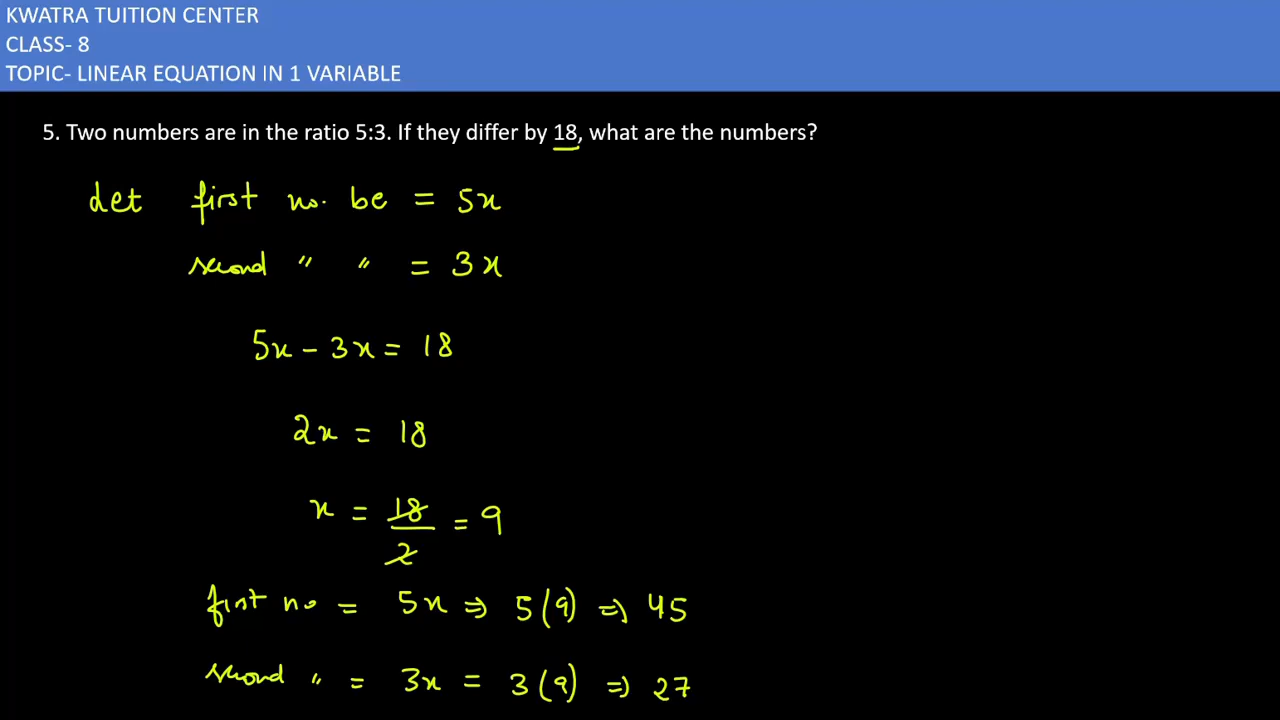 KWATRA TUITION CENTER
CLASS- 8
TOPIC- LINEAR EQUATION IN 1 VARIABLE
5. Two numbers are in the ratio 5:3. If they differ by 18, what are the numbers?
Let first no. be = 5x
second " " = 3x
5x - 3x = 18
2x = 18
x = 18/2 = 9
first no = 5x ⇒ 5(9) ⇒ 45
second " = 3x = 3(9) ⇒ 27